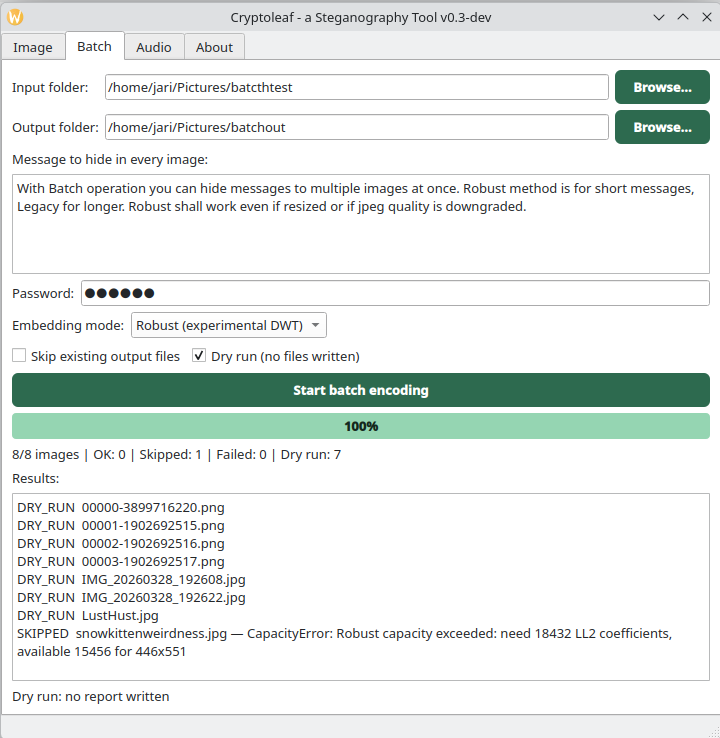 Cryptoleaf - a Steganography Tool v0.3-dev
Image Batch Audio About
Input folder: /home/jari/Pictures/batcthtest Browse...
Output folder: /home/jari/Pictures/batchout Browse...
Message to hide in every image:
With Batch operation you can hide messages to multiple images at once. Robust method is for short messages,
Legacy for longer. Robust shall work even if resized or if jpeg quality is downgraded.
Password: ●●●●●●
Embedding mode: Robust (experimental DWT)
Skip existing output files Dry run (no files written)
Start batch encoding
100%
8/8 images | OK: 0 | Skipped: 1 | Failed: 0 | Dry run: 7
Results:
DRY_RUN 00000-3899716220.png
DRY_RUN 00001-1902692515.png
DRY_RUN 00002-1902692516.png
DRY_RUN 00003-1902692517.png
DRY_RUN IMG_20260328_192608.jpg
DRY_RUN IMG_20260328_192622.jpg
DRY_RUN LustHust.jpg
SKIPPED snowkittenweirdness.jpg — CapacityError: Robust capacity exceeded: need 18432 LL2 coefficients,
available 15456 for 446x551
Dry run: no report written